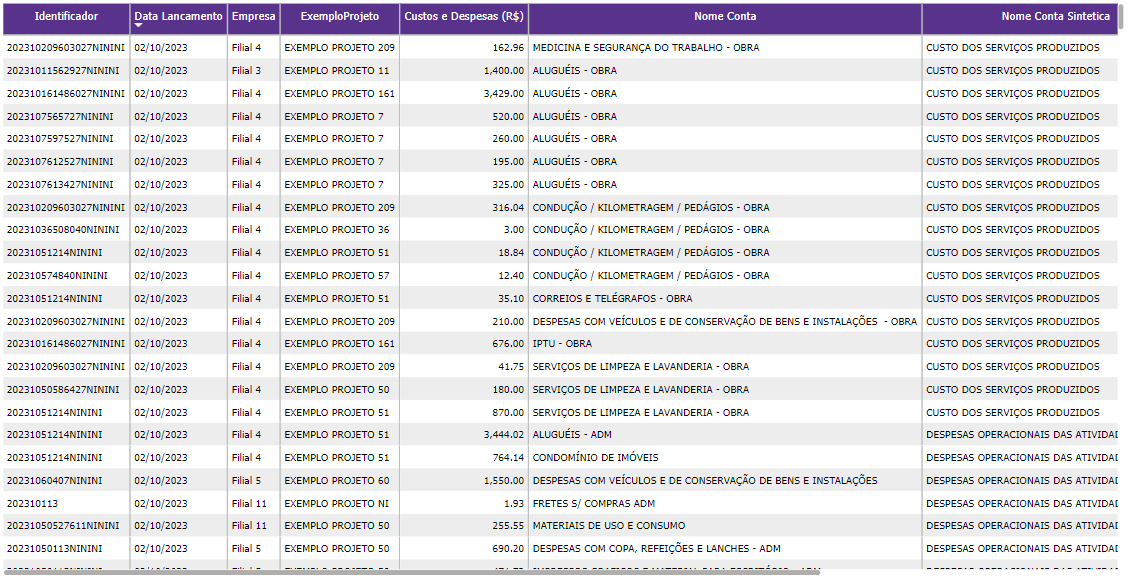 Identificador Data Lancamento Empresa ExemploProjeto Custos e Despesas (R$) Nome Conta Nome Conta Sintetica
202310209603027NININI 02/10/2023 Filial 4 EXEMPLO PROJETO 209 162.96 MEDICINA E SEGURANÇA DO TRABALHO - OBRA CUSTO DOS SERVIÇOS PRODUZIDOS
20231011562927NININI 02/10/2023 Filial 3 EXEMPLO PROJETO 11 1,400.00 ALUGUÉIS - OBRA CUSTO DOS SERVIÇOS PRODUZIDOS
202310161486027NININI 02/10/2023 Filial 4 EXEMPLO PROJETO 161 3,429.00 ALUGUÉIS - OBRA CUSTO DOS SERVIÇOS PRODUZIDOS
2023107565727NININI 02/10/2023 Filial 4 EXEMPLO PROJETO 7 520.00 ALUGUÉIS - OBRA CUSTO DOS SERVIÇOS PRODUZIDOS
2023107597527NININI 02/10/2023 Filial 4 EXEMPLO PROJETO 7 260.00 ALUGUÉIS - OBRA CUSTO DOS SERVIÇOS PRODUZIDOS
2023107612527NININI 02/10/2023 Filial 4 EXEMPLO PROJETO 7 195.00 ALUGUÉIS - OBRA CUSTO DOS SERVIÇOS PRODUZIDOS
2023107613427NININI 02/10/2023 Filial 4 EXEMPLO PROJETO 7 325.00 ALUGUÉIS - OBRA CUSTO DOS SERVIÇOS PRODUZIDOS
202310209603027NININI 02/10/2023 Filial 4 EXEMPLO PROJETO 209 316.04 CONDUÇÃO / KILOMETRAGEM / PEDÁGIOS - OBRA CUSTO DOS SERVIÇOS PRODUZIDOS
20231036508040NININI 02/10/2023 Filial 4 EXEMPLO PROJETO 36 3.00 CONDUÇÃO / KILOMETRAGEM / PEDÁGIOS - OBRA CUSTO DOS SERVIÇOS PRODUZIDOS
20231051214NININI 02/10/2023 Filial 4 EXEMPLO PROJETO 51 18.84 CONDUÇÃO / KILOMETRAGEM / PEDÁGIOS - OBRA CUSTO DOS SERVIÇOS PRODUZIDOS
202310574840NININI 02/10/2023 Filial 4 EXEMPLO PROJETO 57 12.40 CONDUÇÃO / KILOMETRAGEM / PEDÁGIOS - OBRA CUSTO DOS SERVIÇOS PRODUZIDOS
20231051214NININI 02/10/2023 Filial 4 EXEMPLO PROJETO 51 35.10 CORREIOS E TELÉGRAFOS - OBRA CUSTO DOS SERVIÇOS PRODUZIDOS
202310209603027NININI 02/10/2023 Filial 4 EXEMPLO PROJETO 209 210.00 DESPESAS COM VEÍCULOS E DE CONSERVAÇÃO DE BENS E INSTALAÇÕES - OBRA CUSTO DOS SERVIÇOS PRODUZIDOS
202310161486027NININI 02/10/2023 Filial 4 EXEMPLO PROJETO 161 676.00 IPTU - OBRA CUSTO DOS SERVIÇOS PRODUZIDOS
202310209603027NININI 02/10/2023 Filial 4 EXEMPLO PROJETO 209 41.75 SERVIÇOS DE LIMPEZA E LAVANDERIA - OBRA CUSTO DOS SERVIÇOS PRODUZIDOS
20231050586427NININI 02/10/2023 Filial 4 EXEMPLO PROJETO 50 180.00 SERVIÇOS DE LIMPEZA E LAVANDERIA - OBRA CUSTO DOS SERVIÇOS PRODUZIDOS
20231051214NININI 02/10/2023 Filial 4 EXEMPLO PROJETO 51 870.00 SERVIÇOS DE LIMPEZA E LAVANDERIA - OBRA CUSTO DOS SERVIÇOS PRODUZIDOS
20231051214NININI 02/10/2023 Filial 4 EXEMPLO PROJETO 51 3,444.02 ALUGUÉIS - ADM DESPESAS OPERACIONAIS DAS ATIVIDAD
20231051214NININI 02/10/2023 Filial 4 EXEMPLO PROJETO 51 764.14 CONDOMÍNIO DE IMÓVEIS DESPESAS OPERACIONAIS DAS ATIVIDAD
20231060407NININI 02/10/2023 Filial 5 EXEMPLO PROJETO 60 1,550.00 DESPESAS COM VEÍCULOS E DE CONSERVAÇÃO DE BENS E INSTALAÇÕES DESPESAS OPERACIONAIS DAS ATIVIDAD
202310113 02/10/2023 Filial 11 EXEMPLO PROJETO NI 1.93 FRETES S/ COMPRAS ADM DESPESAS OPERACIONAIS DAS ATIVIDAD
20231050527611NININI 02/10/2023 Filial 11 EXEMPLO PROJETO 50 255.55 MATERIAIS DE USO E CONSUMO DESPESAS OPERACIONAIS DAS ATIVIDAD
20231050113NININI 02/10/2023 Filial 5 EXEMPLO PROJETO 50 690.20 DESPESAS COM COPA, REFEIÇÕES E LANCHES - ADM DESPESAS OPERACIONAIS DAS ATIVIDAD